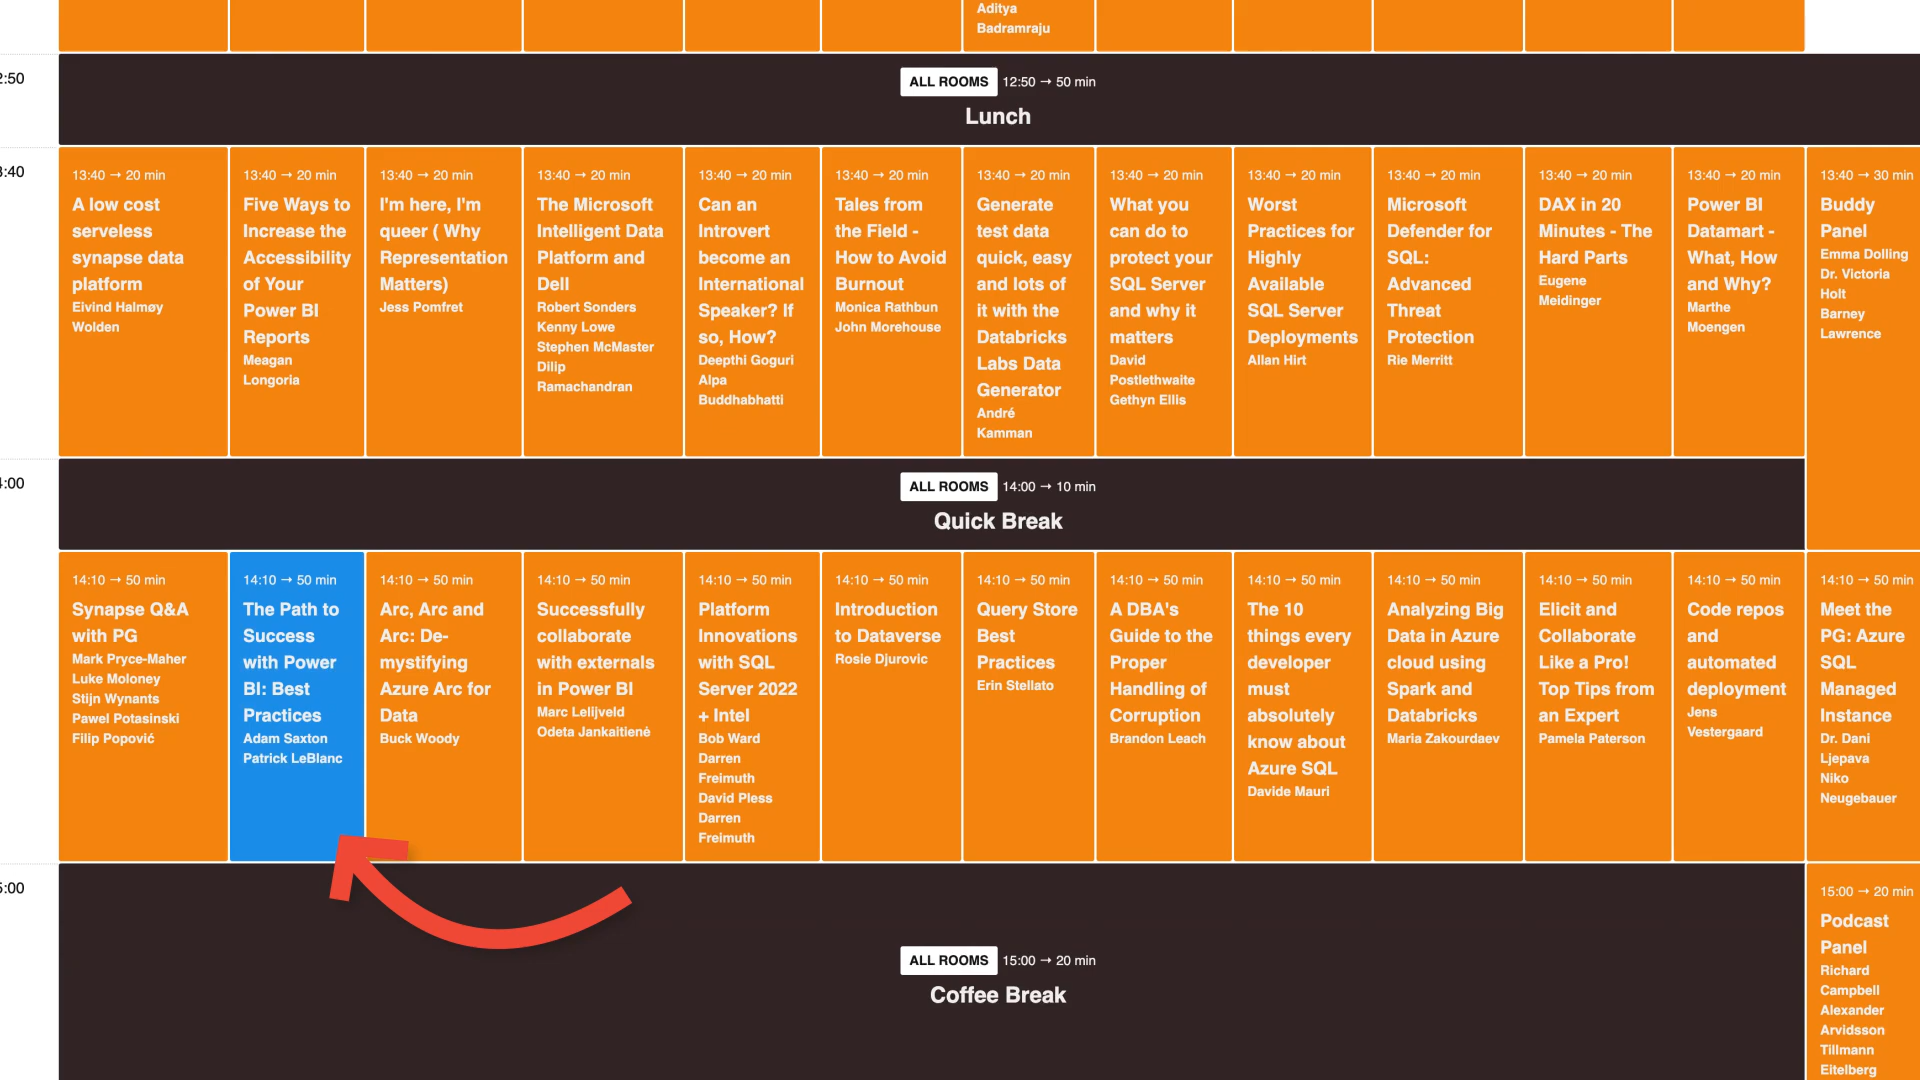 Aditya
Badramraju
2:50
ALL ROOMS 12:50 → 50 min
Lunch
3:40
13:40 → 20 min
A low cost
serveless
synapse data
platform
Eivind Halmøy
Wolden
13:40 → 20 min
Five Ways to
Increase the
Accessibility
of Your
Power BI
Reports
Meagan
Longoria
13:40 → 20 min
I'm here, I'm
queer ( Why
Representation
Matters)
Jess Pomfret
13:40 → 20 min
The Microsoft
Intelligent Data
Platform and
Dell
Robert Sonders
Kenny Lowe
Stephen McMaster
Dilip
Ramachandran
13:40 → 20 min
Can an
Introvert
become an
International
Speaker? If
so, How?
Deepthi Goguri
Alpa
Buddhabhatti
13:40 → 20 min
Tales from
the Field -
How to Avoid
Burnout
Monica Rathbun
John Morehouse
13:40 → 20 min
Generate
test data
quick, easy
and lots of
it with the
Databricks
Labs Data
Generator
André
Kamman
13:40 → 20 min
What you
can do to
protect your
SQL Server
and why it
matters
David
Postlethwaite
Gethyn Ellis
13:40 → 20 min
Worst
Practices for
Highly
Available
SQL Server
Deployments
Allan Hirt
13:40 → 20 min
Microsoft
Defender for
SQL:
Advanced
Threat
Protection
Rie Merritt
13:40 → 20 min
DAX in 20
Minutes - The
Hard Parts
Eugene
Meidinger
13:40 → 20 min
Power BI
Datamart -
What, How
and Why?
Marthe
Moengen
13:40 → 30 min
Buddy
Panel
Emma Dolling
Dr. Victoria
Holt
Barney
Lawrence
4:00
ALL ROOMS 14:00 → 10 min
Quick Break
14:10 → 50 min
Synapse Q&A
with PG
Mark Pryce-Maher
Luke Moloney
Stijn Wynants
Pawel Potasinski
Filip Popović
14:10 → 50 min
The Path to
Success
with Power
BI: Best
Practices
Adam Saxton
Patrick LeBlanc
14:10 → 50 min
Arc, Arc and
Arc: De-
mystifying
Azure Arc for
Data
Buck Woody
14:10 → 50 min
Successfully
collaborate
with externals
in Power BI
Marc Lelijveld
Odeta Jankaitienė
14:10 → 50 min
Platform
Innovations
with SQL
Server 2022
+ Intel
Bob Ward
Darren
Freimuth
David Pless
Darren
Freimuth
14:10 → 50 min
Introduction
to Dataverse
Rosie Djurovic
14:10 → 50 min
Query Store
Best
Practices
Erin Stellato
14:10 → 50 min
A DBA's
Guide to the
Proper
Handling of
Corruption
Brandon Leach
14:10 → 50 min
The 10
things every
developer
must
absolutely
know about
Azure SQL
Davide Mauri
14:10 → 50 min
Analyzing Big
Data in Azure
cloud using
Spark and
Databricks
Maria Zakourdaev
14:10 → 50 min
Elicit and
Collaborate
Like a Pro!
Top Tips from
an Expert
Pamela Paterson
14:10 → 50 min
Code repos
and
automated
deployment
Jens
Vestergaard
14:10 → 50 min
Meet the
PG: Azure
SQL
Managed
Instance
Dr. Dani
Ljepava
Niko
Neugebauer
5:00
ALL ROOMS 15:00 → 20 min
Coffee Break
15:00 → 20 min
Podcast
Panel
Richard
Campbell
Alexander
Arvidsson
Tillmann
Eitelberg